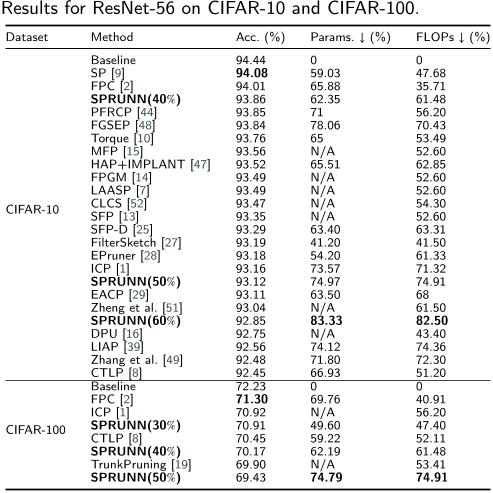 Results for ResNet-56 on CIFAR-10 and CIFAR-100.
Dataset Method Acc. (%) Params. ↓ (%) FLOPs ↓ (%)
CIFAR-10
Baseline 94.44 0 0
SP [9] 94.08 59.03 47.68
FPC [2] 94.01 65.88 35.71
SPRUNN(40%) 93.86 62.35 61.48
PFRCP [44] 93.85 71 56.20
FGSEP [48] 93.84 78.06 70.43
Torque [10] 93.76 65 53.49
MFP [15] 93.56 N/A 52.60
HAP+IMPLANT [47] 93.52 65.51 62.85
FPGM [14] 93.49 N/A 52.60
LAASP [7] 93.49 N/A 52.60
CLCS [52] 93.47 N/A 54.30
SFP [13] 93.35 N/A 52.60
SFP-D [25] 93.29 63.40 63.31
FilterSketch [27] 93.19 41.20 41.50
EPruner [28] 93.18 54.20 61.33
ICP [1] 93.16 73.57 71.32
SPRUNN(50%) 93.12 74.97 74.91
EACP [29] 93.11 63.50 68
Zheng et al. [51] 93.04 N/A 61.50
SPRUNN(60%) 92.85 83.33 82.50
DPU [16] 92.75 N/A 43.40
LIAP [39] 92.56 74.12 74.36
Zhang et al. [49] 92.48 71.80 72.30
CTLP [8] 92.45 66.93 51.20
CIFAR-100
Baseline 72.23 0 0
FPC [2] 71.30 69.76 40.91
ICP [1] 70.92 N/A 56.20
SPRUNN(30%) 70.91 49.60 47.40
CTLP [8] 70.45 59.22 52.11
SPRUNN(40%) 70.17 62.19 61.48
TrunkPruning [19] 69.90 N/A 53.41
SPRUNN(50%) 69.43 74.79 74.91